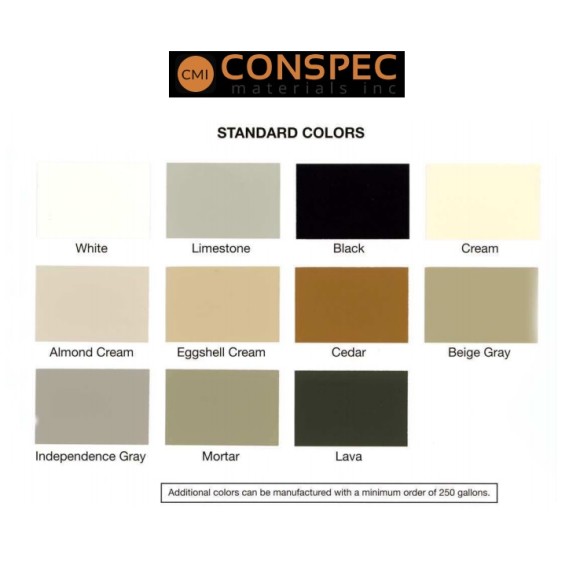 CMI CONSPEC
materials inc
STANDARD COLORS
White Limestone Black Cream
Almond Cream Eggshell Cream Cedar Beige Gray
Independence Gray Mortar Lava
Additional colors can be manufactured with a minimum order of 250 gallons.